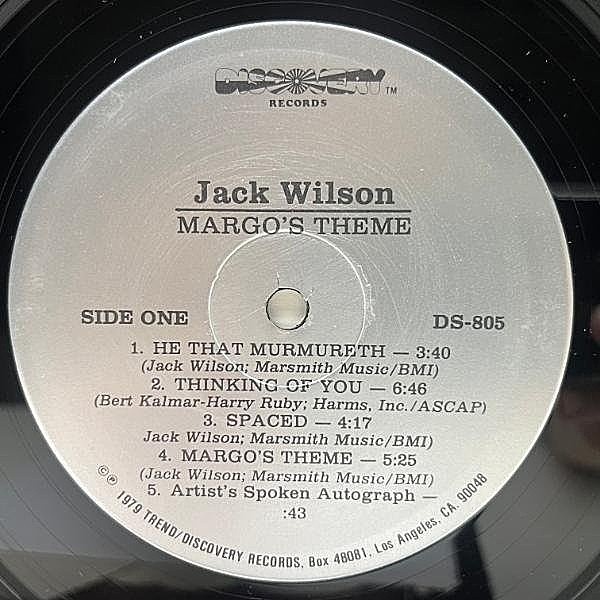 DISCOVERY TM
RECORDS
Jack Wilson
MARGO'S THEME
SIDE ONE
DS-805
1. HE THAT MURMURETH — 3:40
(Jack Wilson; Marsmith Music/BMI)
2. THINKING OF YOU — 6:46
(Bert Kalmar-Harry Ruby; Harms, Inc./ASCAP)
3. SPACED — 4:17
Jack Wilson; Marsmith Music/BMI)
4. MARGO'S THEME — 5:25
(Jack Wilson; Marsmith Music/BMI)
5. Artist's Spoken Autograph —
:43
© ℗ 1979 TREND/DISCOVERY RECORDS, Box 48081, Los Angeles, CA. 90048